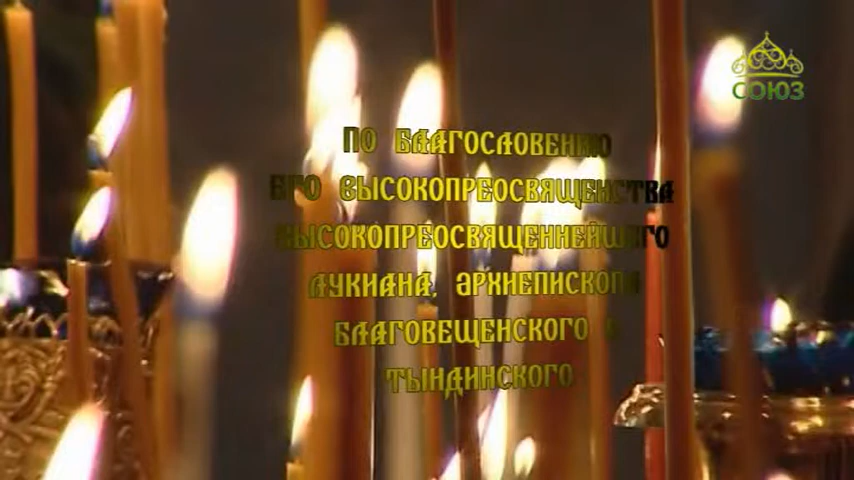 СОЮЗ
ПО БЛАГОСЛОВЕНИЮ
ЕГО ВЫСОКОПРЕОСВЯЩЕНСТВА
ВЫСОКОПРЕОСВЯЩЕННЕЙШЕГО
ЛУКИАНА, АРХИЕПИСКОПА
БЛАГОВЕЩЕНСКОГО И
ТЫНДИНСКОГО